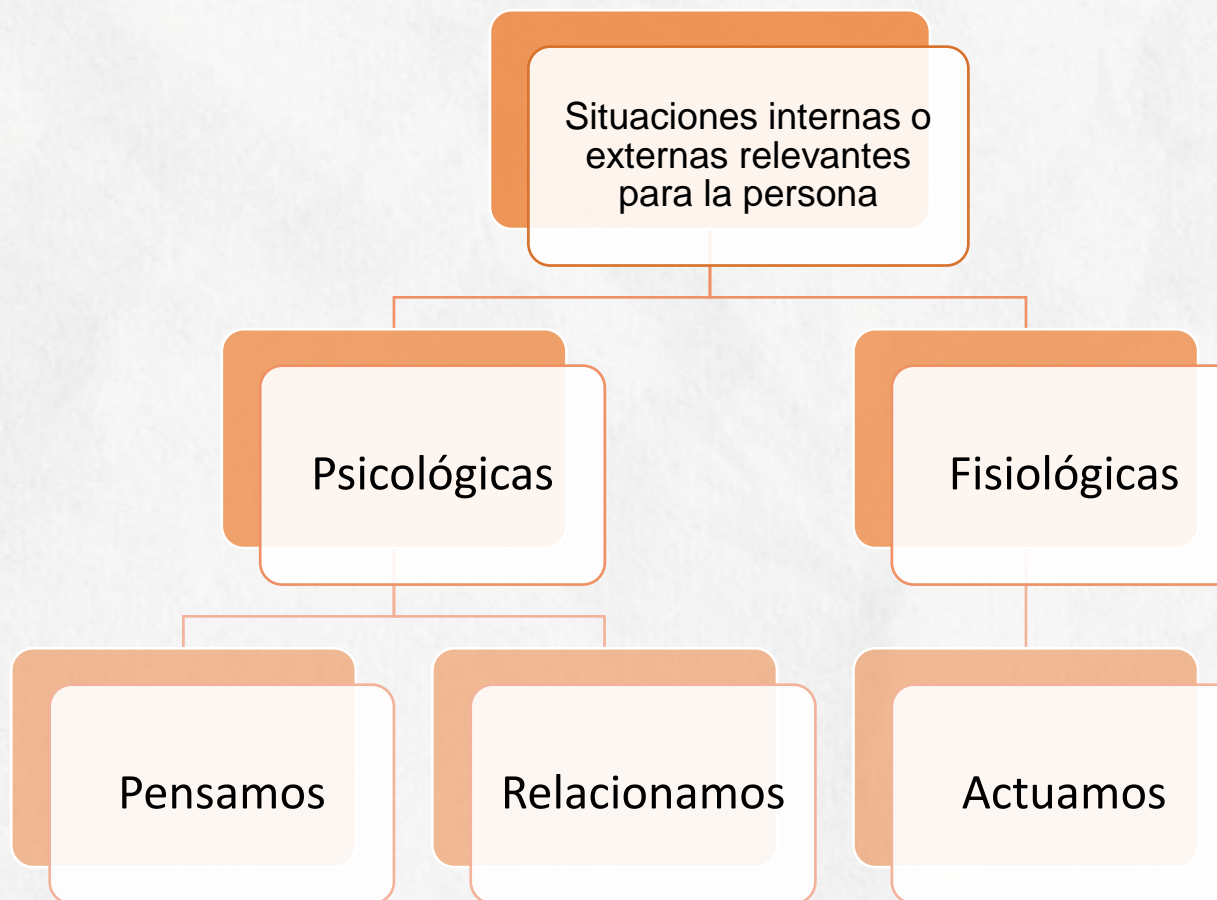 Situaciones internas o
externas relevantes
para la persona
Psicológicas
Fisiológicas
Pensamos
Relacionamos
Actuamos